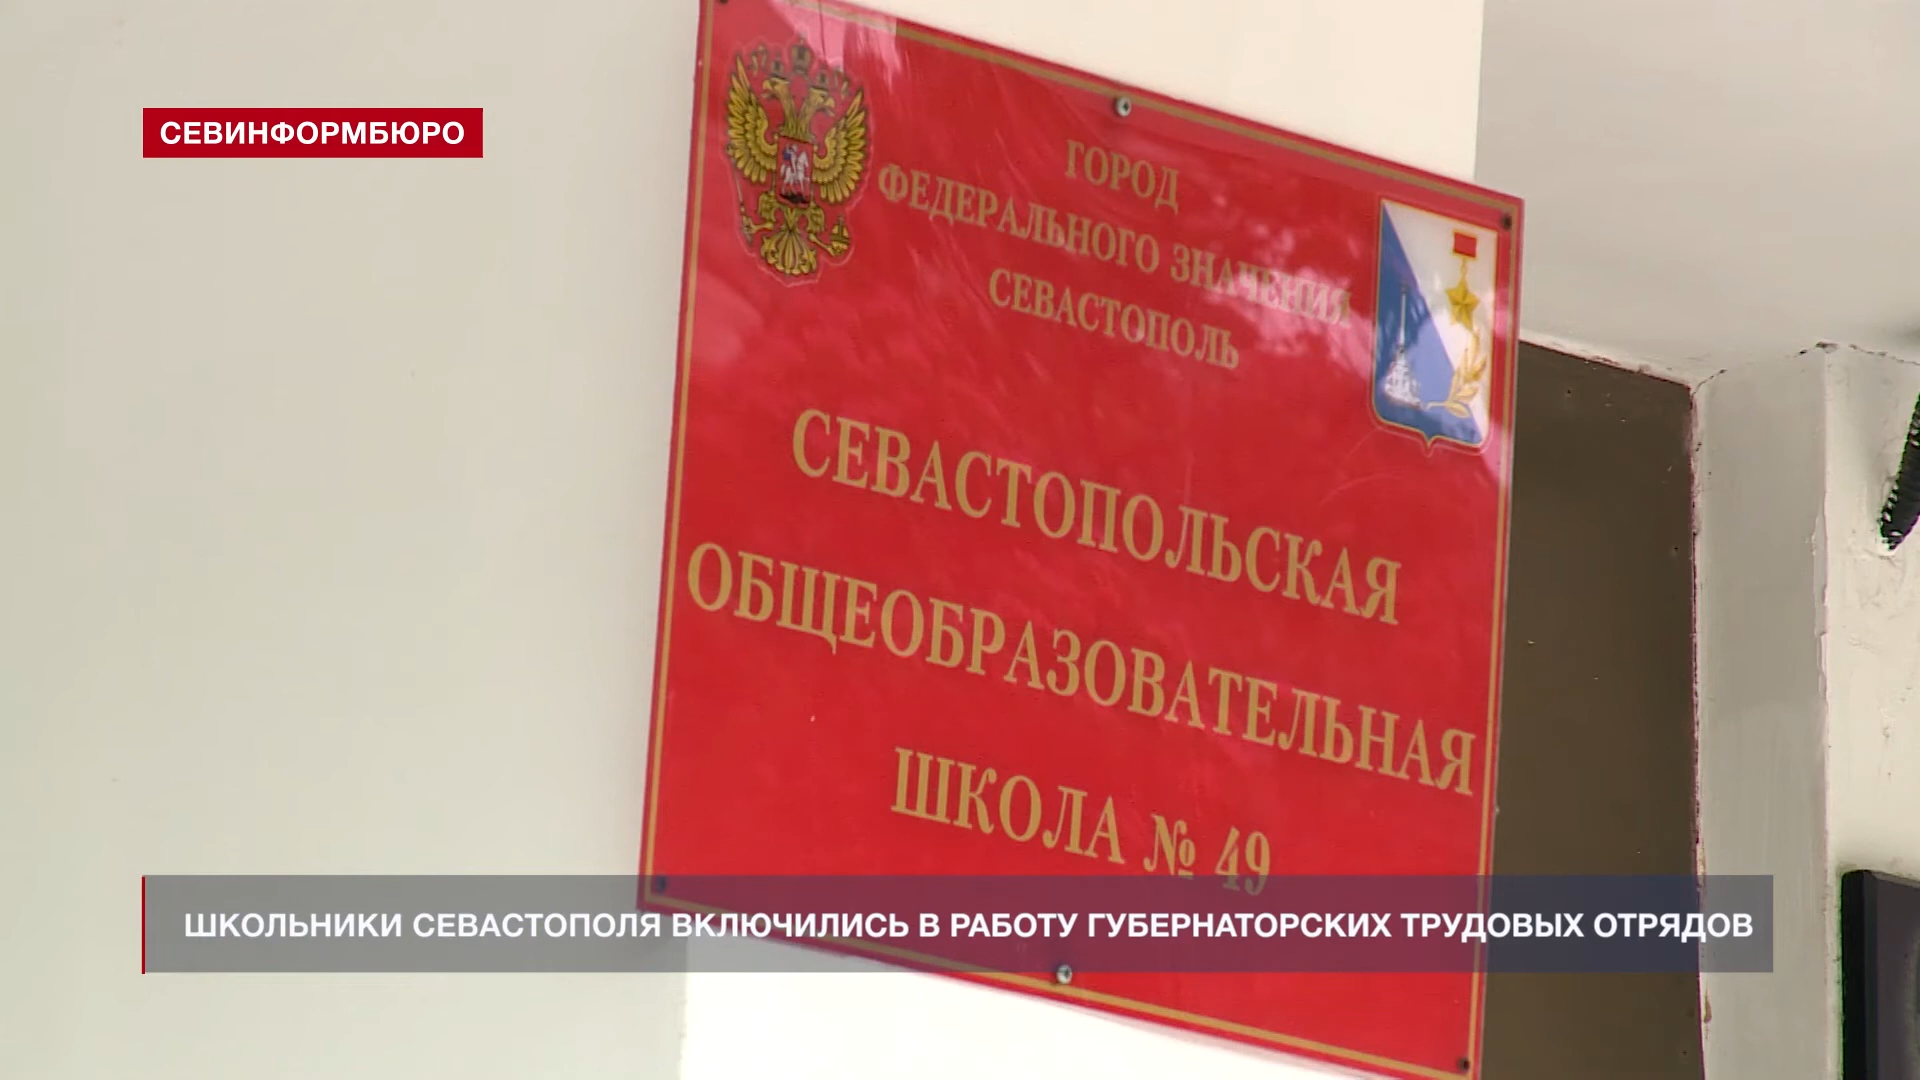 СЕВИНФОРМБЮРО
ГОРОД
ФЕДЕРАЛЬНОГО ЗНАЧЕНИЯ
СЕВАСТОПОЛЬ
СЕВАСТОПОЛЬСКАЯ
ОБЩЕОБРАЗОВАТЕЛЬНАЯ
ШКОЛА № 49
ШКОЛЬНИКИ СЕВАСТОПОЛЯ ВКЛЮЧИЛИСЬ В РАБОТУ ГУБЕРНАТОРСКИХ ТРУДОВЫХ ОТРЯДОВ